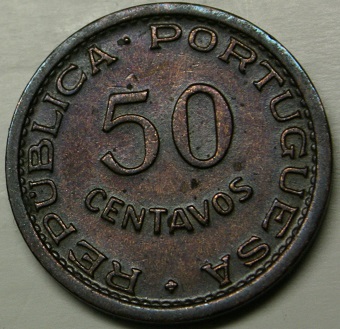 REPUBLICA · PORTUGUESA
50
CENTAVOS